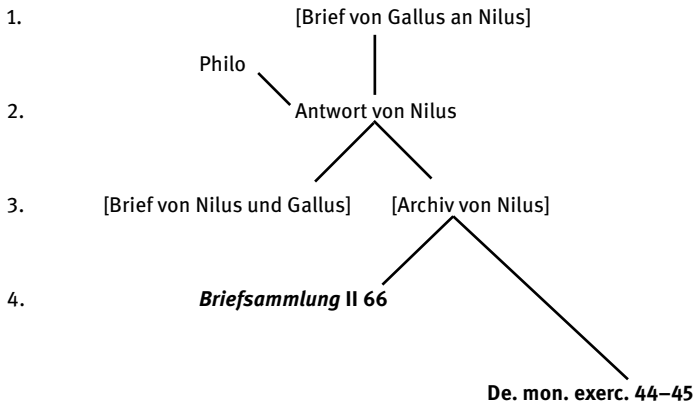 1. [Brief von Gallus an Nilus]
Philo
2. Antwort von Nilus
3. [Brief von Nilus und Gallus] [Archiv von Nilus]
4. Briefsammlung II 66
De. mon. exerc. 44–45